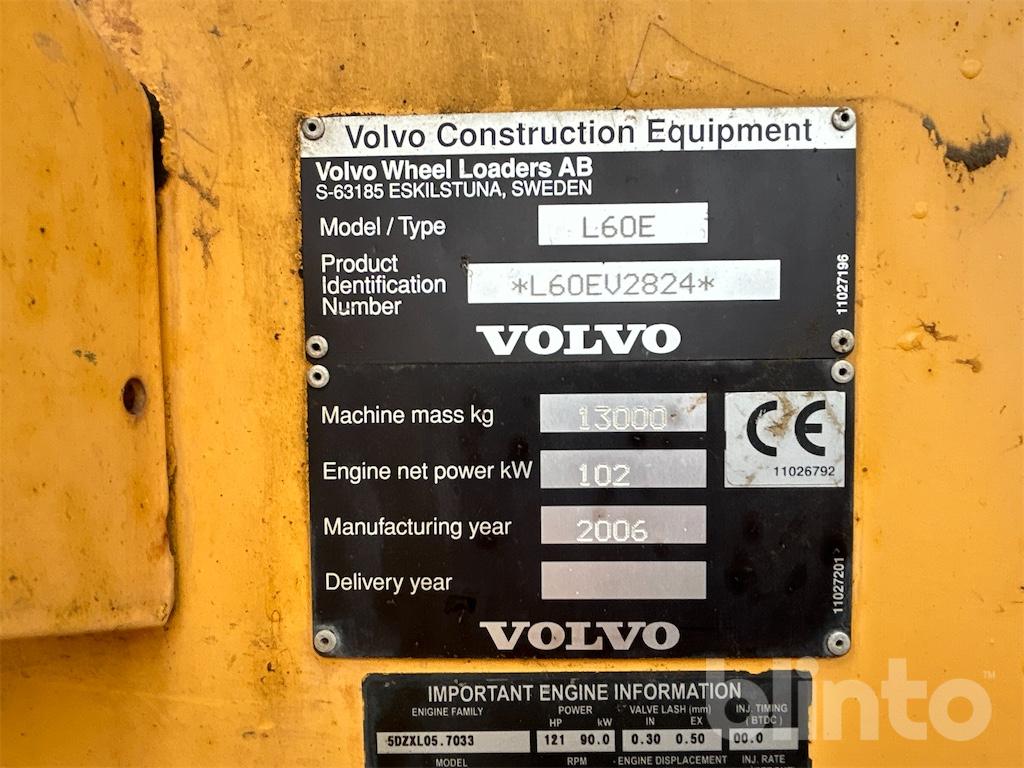 Volvo Construction Equipment
Volvo Wheel Loaders AB
S-63185 ESKILSTUNA, SWEDEN
Model / Type L60E
Product
Identification *L60EV2824*
Number
11027196
VOLVO
Machine mass kg 13000
CE
11026792
Engine net power kW 102
Manufacturing year 2006
Delivery year
11027201
VOLVO
IMPORTANT ENGINE INFORMATION
ENGINE FAMILY POWER VALVE LASH (mm) INJ. TIMING
HP kW IN EX (BTDC)
5DZXL05.7033 121 90.0 0.30 0.50 00.0
MODEL RPM ENGINE DISPLACEMENT INJ. RATE
blinto™